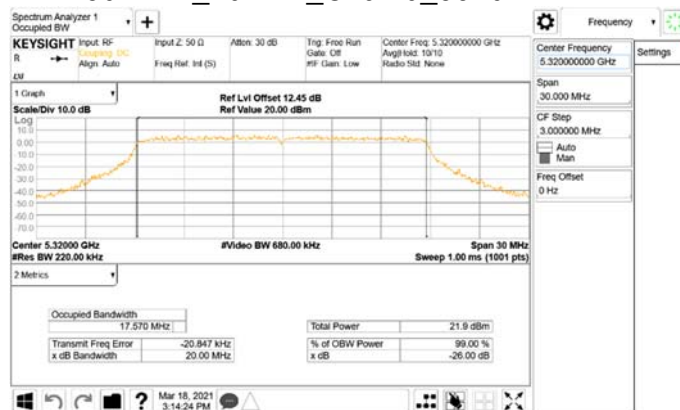 Spectrum Analyzer 1
Occupied BW
Frequency
KEYSIGHT Input: RF Input Z: 50 Ω Atten: 30 dB Trig: Free Run Center Freq: 5.320000000 GHz
R Coupling: DC Gate: Off Avg|Hold: 10/10
Align: Auto Freq Ref: Int (S) #IF Gain: Low Radio Std: None
LXI
1 Graph
Ref Lvl Offset 12.45 dB
Scale/Div 10.0 dB Ref Value 20.00 dBm
Log
10.0
0.00
-10.0
-20.0
-30.0
-40.0
-50.0
-60.0
-70.0
Center 5.32000 GHz #Video BW 680.00 kHz Span 30 MHz
#Res BW 220.00 kHz Sweep 1.00 ms (1001 pts)
2 Metrics
Occupied Bandwidth
17.570 MHz Total Power 21.9 dBm
Transmit Freq Error -20.847 kHz % of OBW Power 99.00 %
x dB Bandwidth 20.00 MHz x dB -26.00 dB
Mar 18, 2021
3:14:24 PM
Center Frequency
5.320000000 GHz
Settings
Span
30.000 MHz
CF Step
3.000000 MHz
Auto
Man
Freq Offset
0 Hz